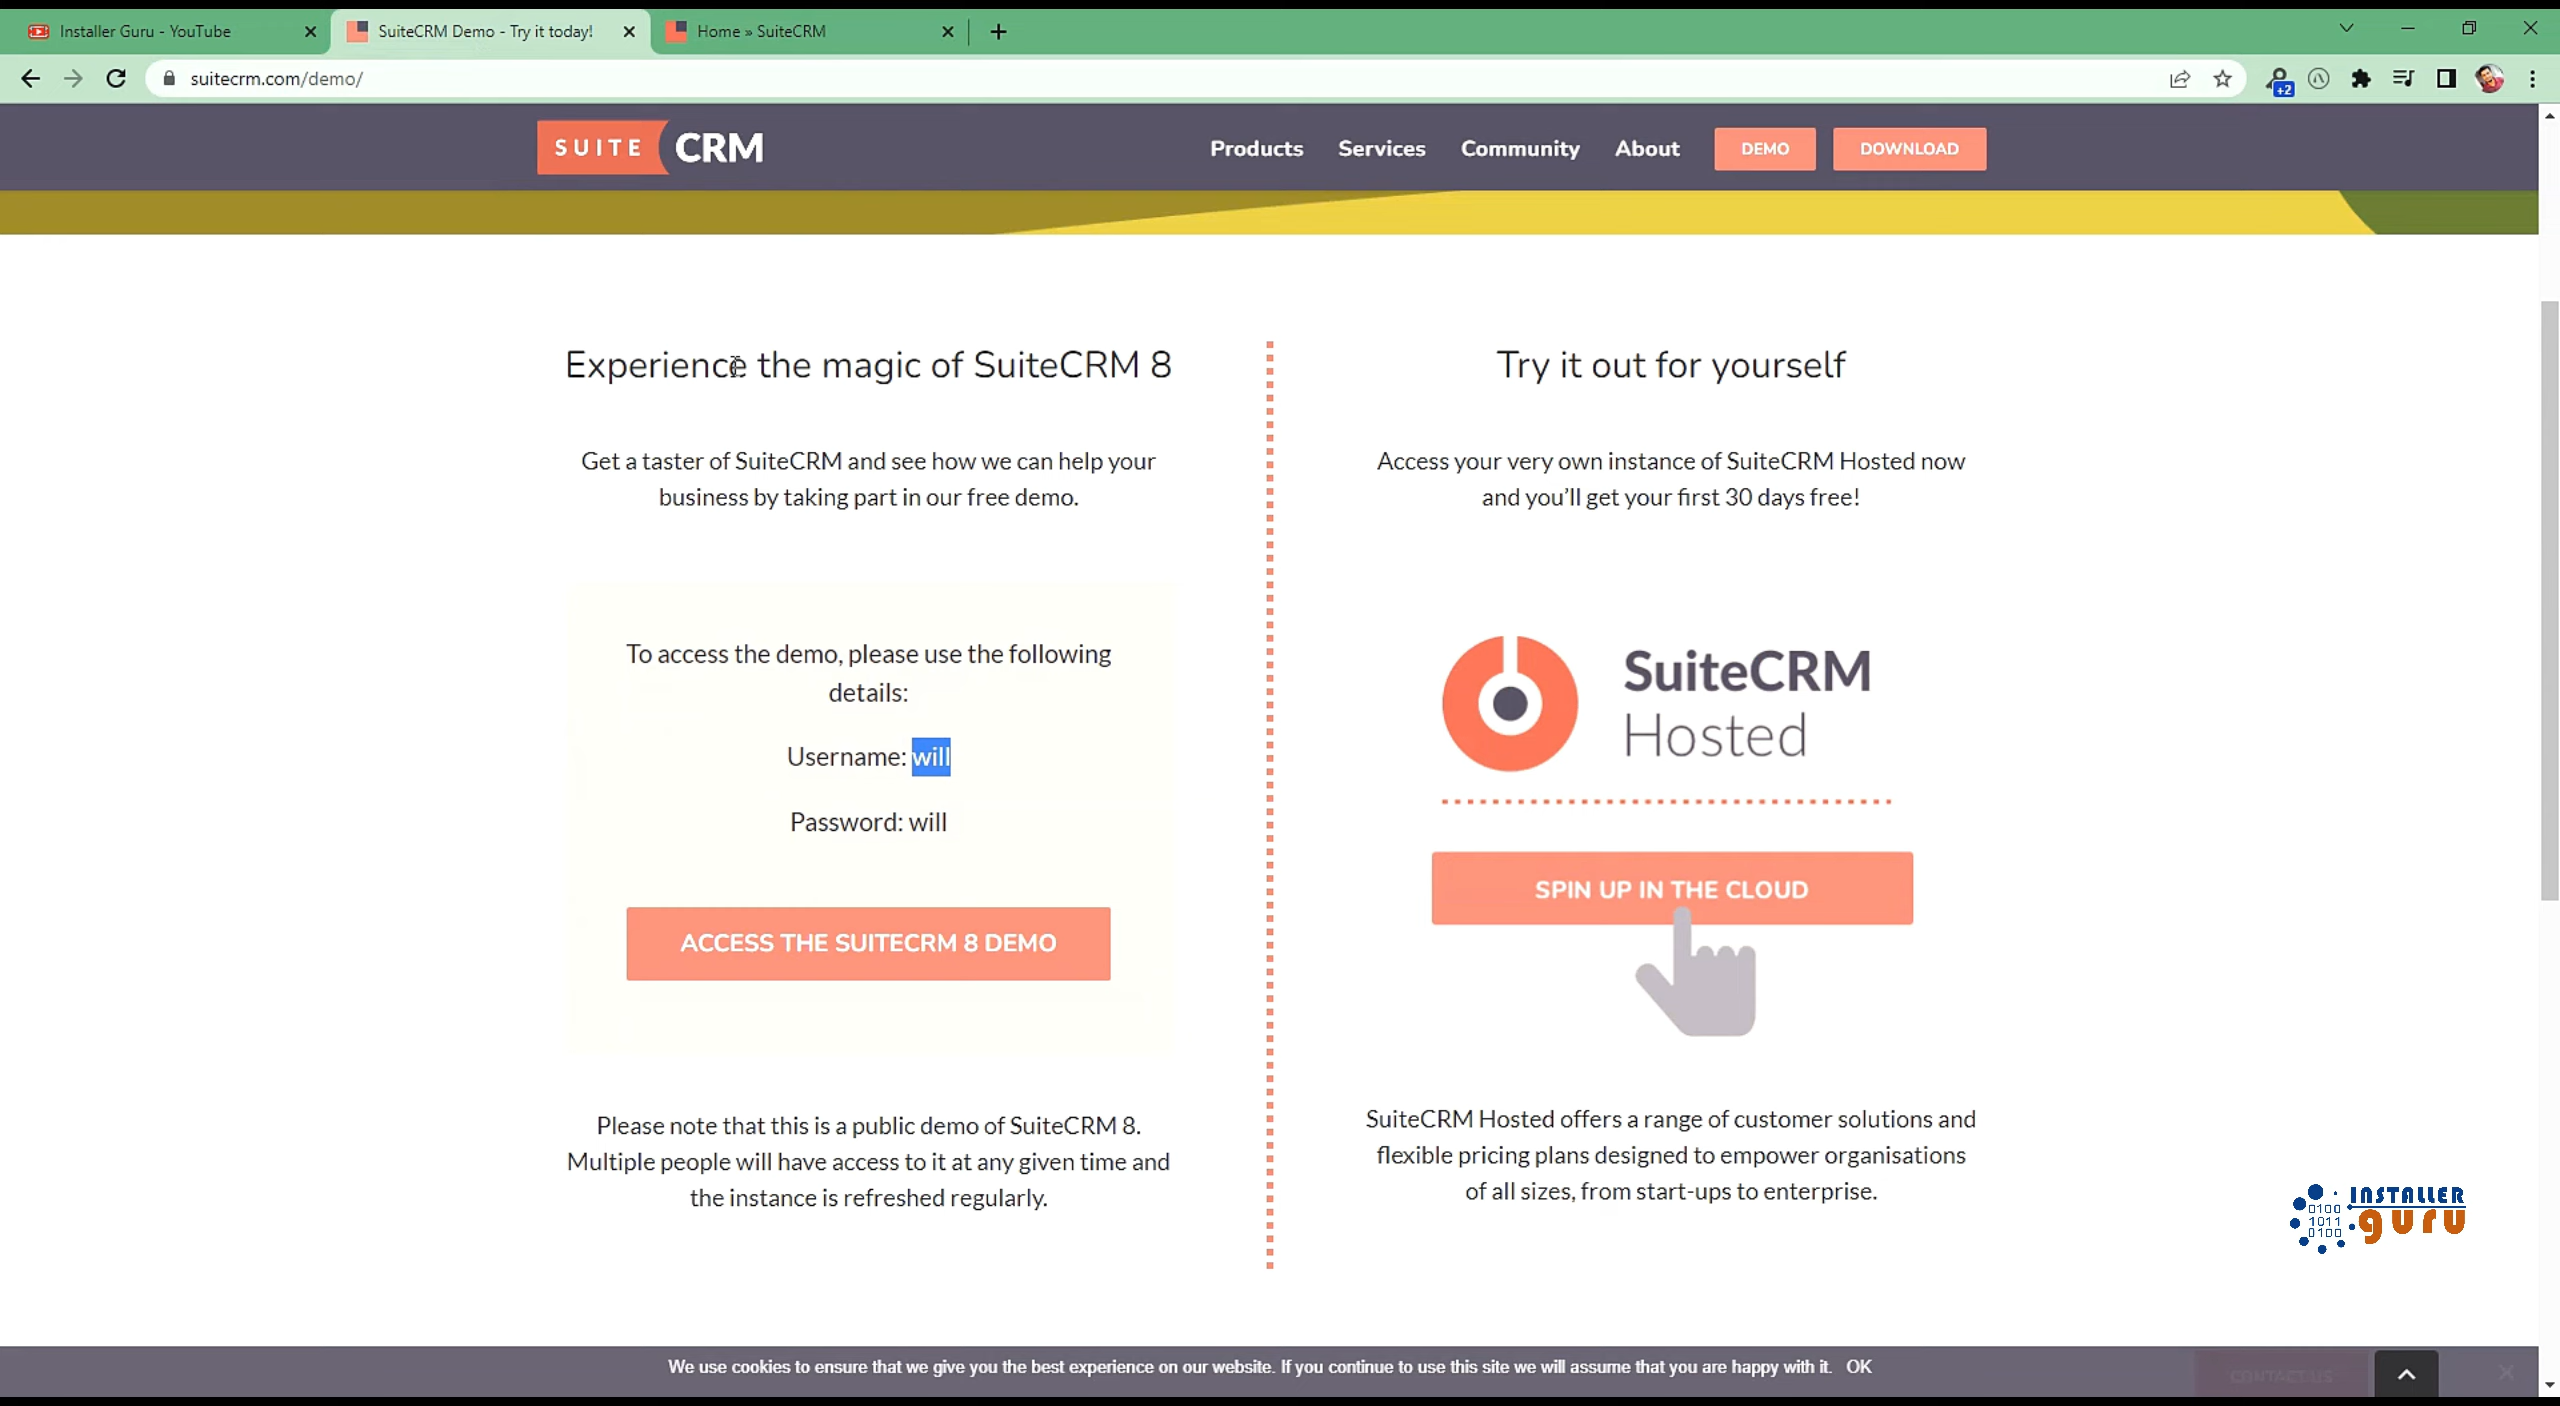 Installer Guru - YouTube
SuiteCRM Demo - Try it today!
Home » SuiteCRM
suitecrm.com/demo/
+2
SUITE CRM
Products
Services
Community
About
DEMO
DOWNLOAD
Experience the magic of SuiteCRM 8
Get a taster of SuiteCRM and see how we can help your
business by taking part in our free demo.
To access the demo, please use the following
details:
Username: will
Password: will
ACCESS THE SUITECRM 8 DEMO
Please note that this is a public demo of SuiteCRM 8.
Multiple people will have access to it at any given time and
the instance is refreshed regularly.
Try it out for yourself
Access your very own instance of SuiteCRM Hosted now
and you’ll get your first 30 days free!
SuiteCRM
Hosted
SPIN UP IN THE CLOUD
SuiteCRM Hosted offers a range of customer solutions and
flexible pricing plans designed to empower organisations
of all sizes, from start-ups to enterprise.
INSTALLER
guru
0100
1011
0100
We use cookies to ensure that we give you the best experience on our website. If you continue to use this site we will assume that you are happy with it. OK
CONTACT US